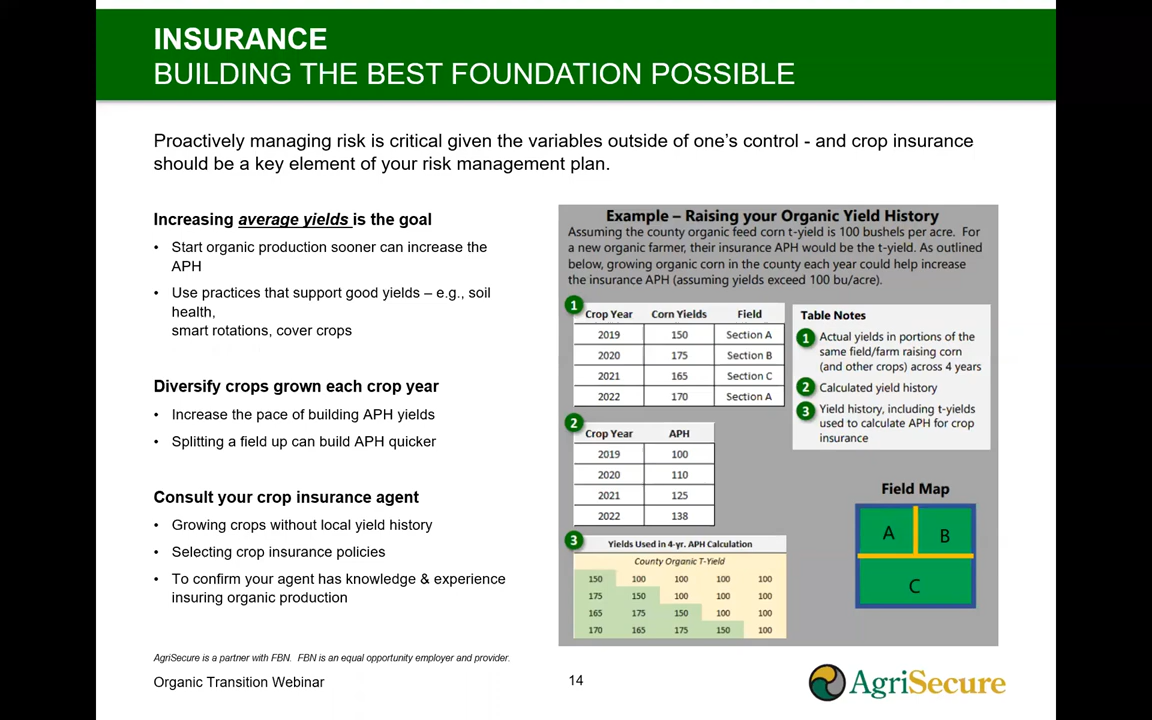 INSURANCE
BUILDING THE BEST FOUNDATION POSSIBLE
Proactively managing risk is critical given the variables outside of one's control - and crop insurance
should be a key element of your risk management plan.
Increasing average yields is the goal
• Start organic production sooner can increase the
APH
• Use practices that support good yields – e.g., soil
health,
smart rotations, cover crops
Diversify crops grown each crop year
• Increase the pace of building APH yields
• Splitting a field up can build APH quicker
Consult your crop insurance agent
• Growing crops without local yield history
• Selecting crop insurance policies
• To confirm your agent has knowledge & experience
insuring organic production
Example – Raising your Organic Yield History
Assuming the county organic feed corn t-yield is 100 bushels per acre. For
a new organic farmer, their insurance APH would be the t-yield. As outlined
below, growing organic corn in the county each year could help increase
the insurance APH (assuming yields exceed 100 bu/acre).
1
Crop Year Corn Yields Field
2019 150 Section A
2020 175 Section B
2021 165 Section C
2022 170 Section A
2
Crop Year APH
2019 100
2020 110
2021 125
2022 138
3
Yields Used in 4-yr. APH Calculation
County Organic T-Yield
150 100 100 100 100
175 150 100 100 100
165 175 150 100 100
170 165 175 150 100
Table Notes
1 Actual yields in portions of the
same field/farm raising corn
(and other crops) across 4 years
2 Calculated yield history
3 Yield history, including t-yields
used to calculate APH for crop
insurance
Field Map
A B
C
AgriSecure is a partner with FBN. FBN is an equal opportunity employer and provider.
Organic Transition Webinar
14
AgriSecure